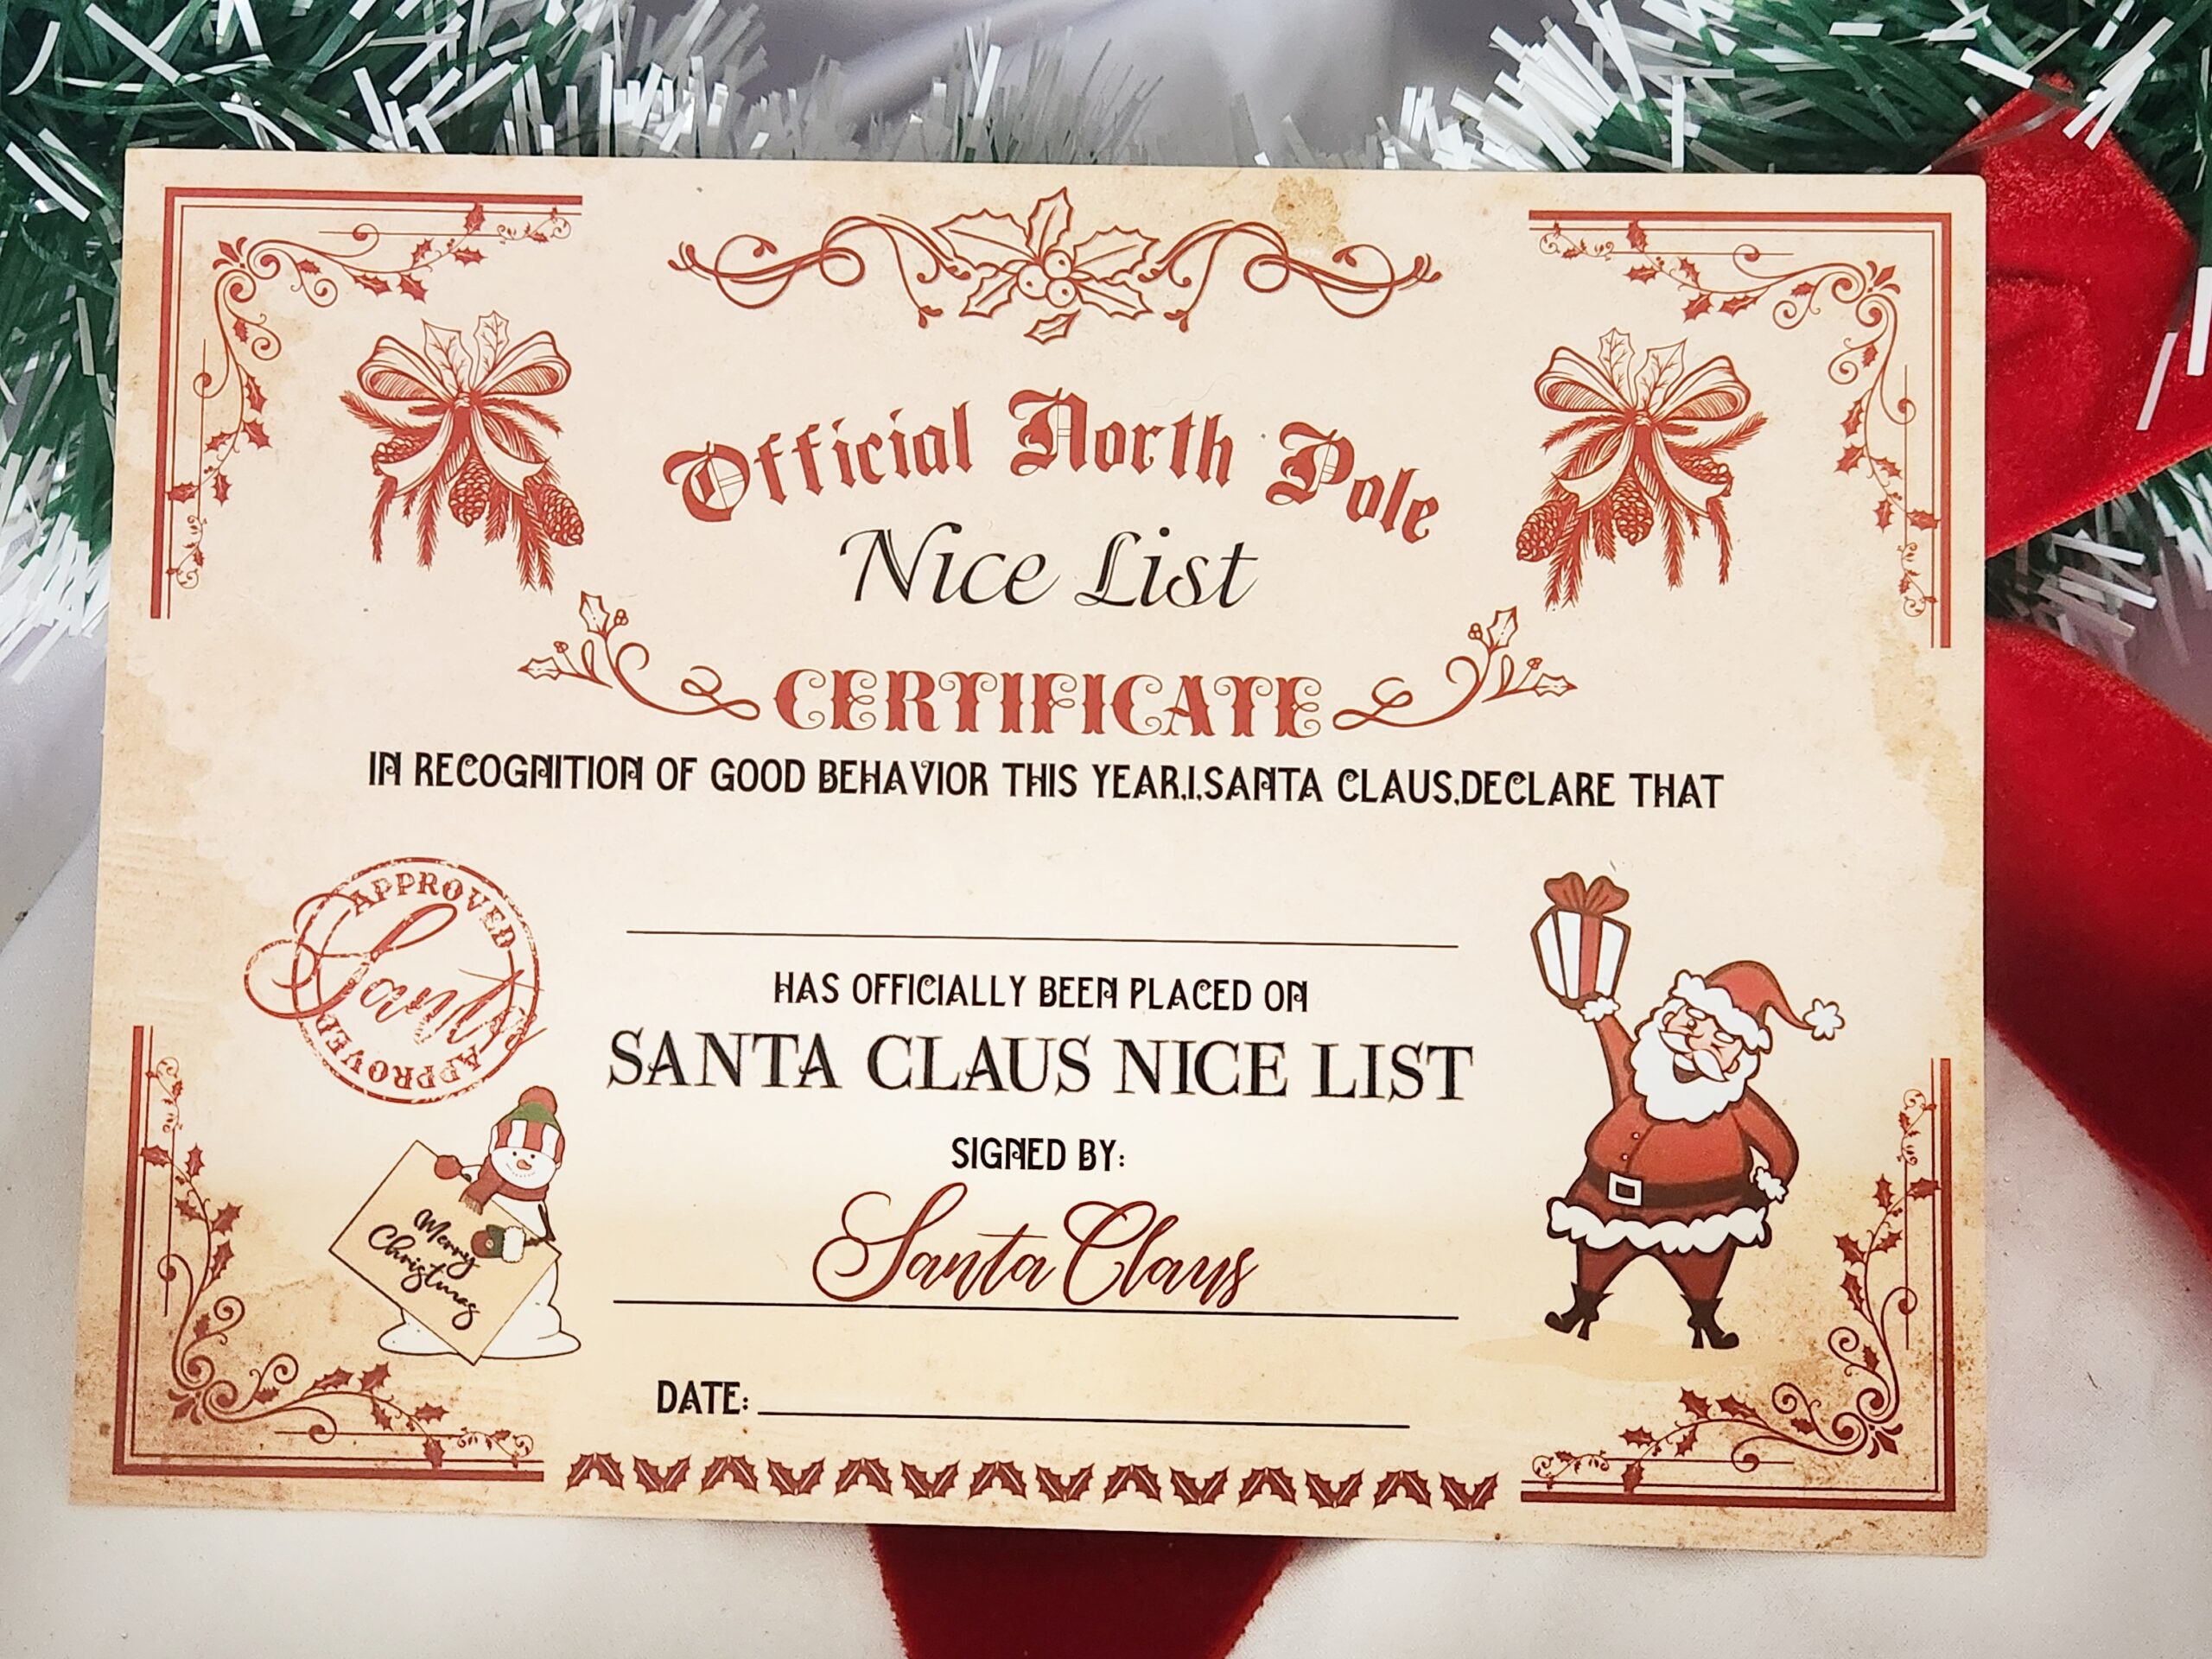 Official North Pole
Nice List
CERTIFICATE
IN RECOGNITION OF GOOD BEHAVIOR THIS YEAR,I,SANTA CLAUS,DECLARE THAT
APPROVED
Santa
APPROVED
HAS OFFICIALLY BEEN PLACED ON
SANTA CLAUS NICE LIST
SIGNED BY:
Santa Claus
Merry
Christmas
DATE: